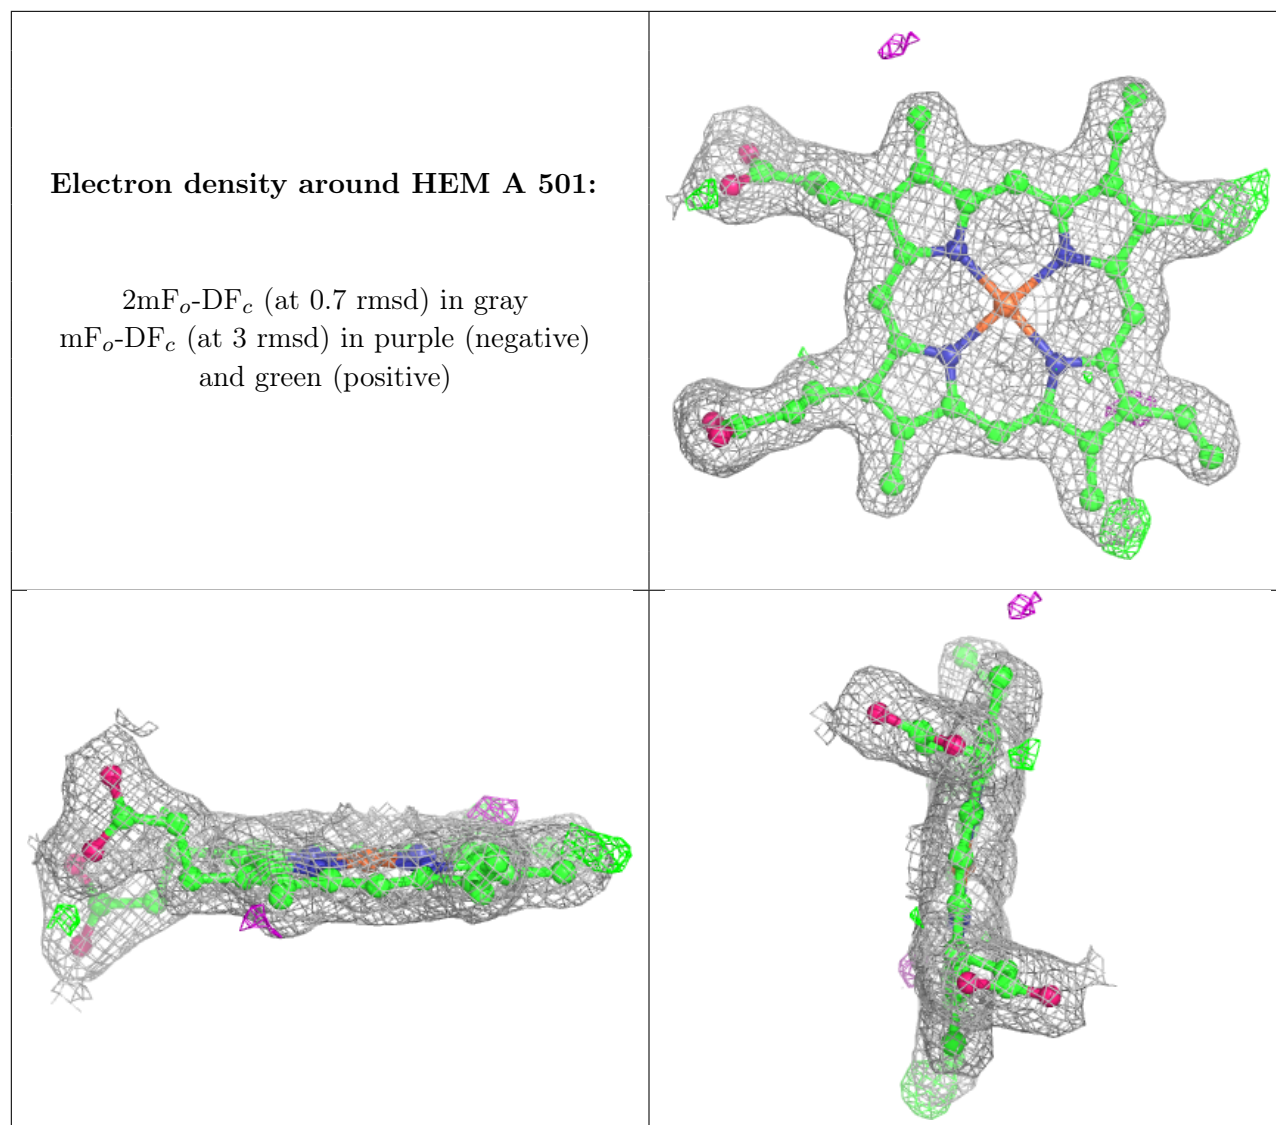 Electron density around HEM A 501:
2mFo-DFc (at 0.7 rmsd) in gray
mFo-DFc (at 3 rmsd) in purple (negative)
and green (positive)